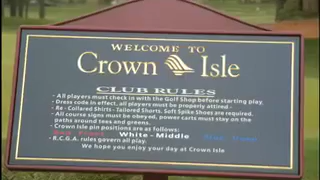 WELCOME TO
Crown Isle
CLUB RULES
- All players must check in with the Golf Shop before starting play.
- Dress code in effect, all players must be properly attired -
- Re - Collared Shirts - Tailored Shorts. Soft Spike Shoes are required.
- All course signs must be obeyed, power carts must stay on the
paths around tees and greens.
- Crown Isle pin positions are as follows:
White - Middle
- B.C.G.A. rules govern all play.
We hope you enjoy your day at Crown Isle